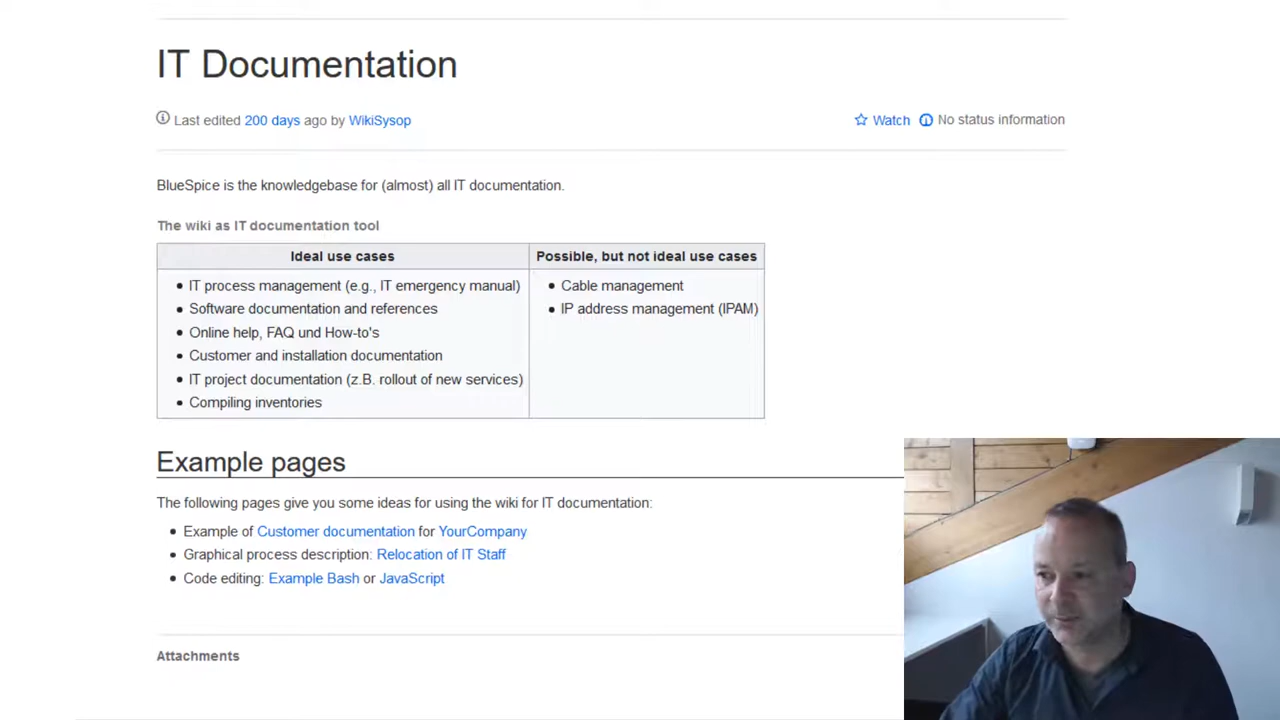 IT Documentation
Last edited 200 days ago by WikiSysop
Watch
No status information
BlueSpice is the knowledgebase for (almost) all IT documentation.
The wiki as IT documentation tool
Ideal use cases
Possible, but not ideal use cases
IT process management (e.g., IT emergency manual)
Software documentation and references
Online help, FAQ und How-to's
Customer and installation documentation
IT project documentation (z.B. rollout of new services)
Compiling inventories
Cable management
IP address management (IPAM)
Example pages
The following pages give you some ideas for using the wiki for IT documentation:
Example of Customer documentation for YourCompany
Graphical process description: Relocation of IT Staff
Code editing: Example Bash or JavaScript
Attachments